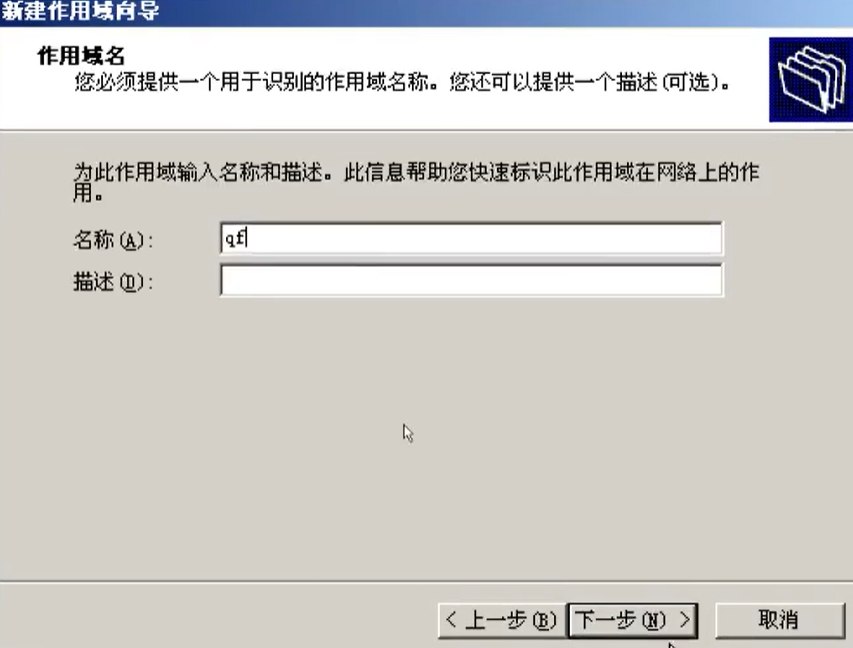 新建作用域向导
作用域名
您必须提供一个用于识别的作用域名称。您还可以提供一个描述(可选)。
为此作用域输入名称和描述。此信息帮助您快速标识此作用域在网络上的作
用。
名称(A): qf
描述(D):
< 上一步(B) 下一步(N) > 取消